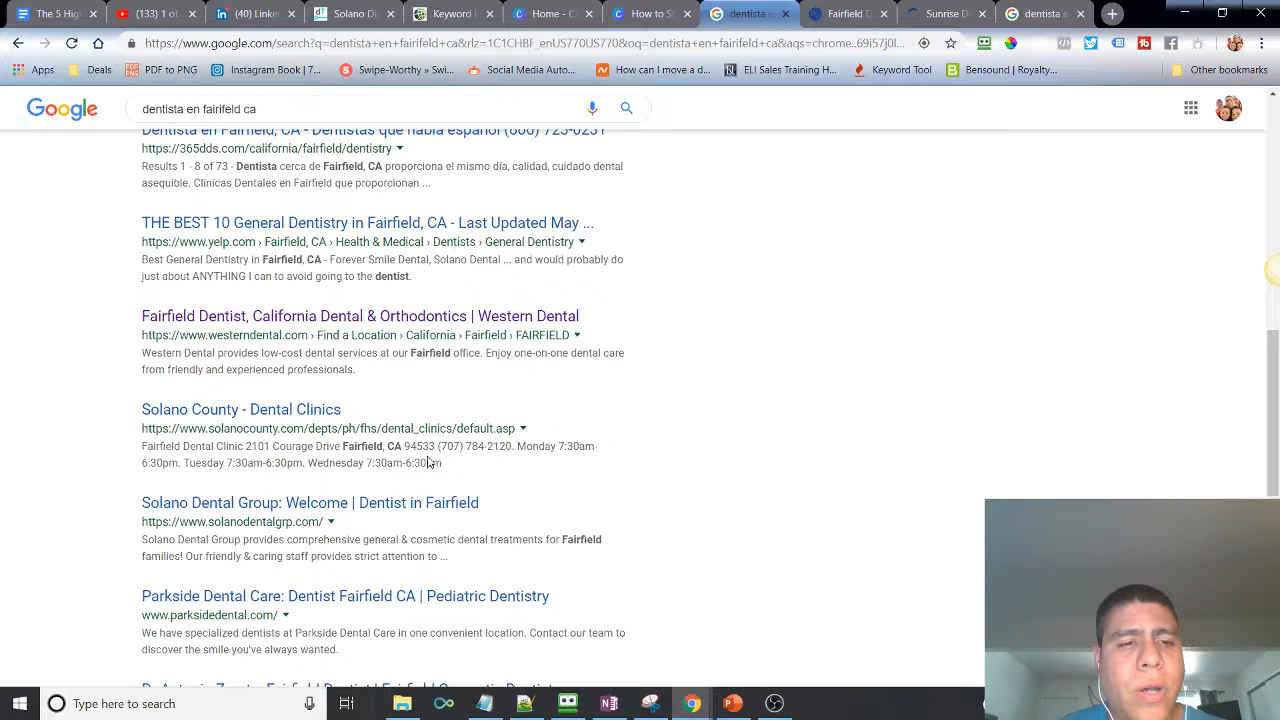 The 3 Steps
(133) 1 of
(40) Linke
Solano Di
Keyword I
Home - Ca
How to St
dentista e
Fairfield D
Sunrise D
dentista e
https://www.google.com/search?q=dentista+en+fairifeld+ca&rlz=1C1CHBF_enUS770US770&oq=dentista+en+fairifeld+ca&aqs=chrome..69i57j0l
Apps
Deals
PDF to PNG
Instagram Book | 7...
Swipe-Worthy » Swi...
Social Media Autor...
How can I move a d...
ELI Sales Training H...
Keyword Tool
Bensound | Royalty...
Other bookmarks
Google
dentista en fairifeld ca
Dentista en Fairfield, CA - Dentistas que habla español (800) 723-0231
https://365dds.com/california/fairfield/dentistry
Results 1 - 8 of 73 - Dentista cerca de Fairfield, CA proporciona el mismo día, calidad, cuidado dental
asequible. Clínicas Dentales en Fairfield que proporcionan ...
THE BEST 10 General Dentistry in Fairfield, CA - Last Updated May ...
https://www.yelp.com › Fairfield, CA › Health & Medical › Dentists › General Dentistry
Best General Dentistry in Fairfield, CA - Forever Smile Dental, Solano Dental ... and would probably do
just about ANYTHING I can to avoid going to the dentist.
Fairfield Dentist, California Dental & Orthodontics | Western Dental
https://www.westerndental.com › Find a Location › California › Fairfield › FAIRFIELD
Western Dental provides low-cost dental services at our Fairfield office. Enjoy one-on-one dental care
from friendly and experienced professionals.
Solano County - Dental Clinics
https://www.solanocounty.com/depts/ph/fhs/dental_clinics/default.asp
Fairfield Dental Clinic 2101 Courage Drive Fairfield, CA 94533 (707) 784-2120. Monday 7:30am-
6:30pm. Tuesday 7:30am-6:30pm. Wednesday 7:30am-6:30pm
Solano Dental Group: Welcome | Dentist in Fairfield
https://www.solanodentalgrp.com/
Solano Dental Group provides comprehensive general & cosmetic dental treatments for Fairfield
families! Our friendly & caring staff provides strict attention to ...
Parkside Dental Care: Dentist Fairfield CA | Pediatric Dentistry
www.parksidedental.com/
We have specialized dentists at Parkside Dental Care in one convenient location. Contact our team to
discover the smile you've always wanted.
Type here to search